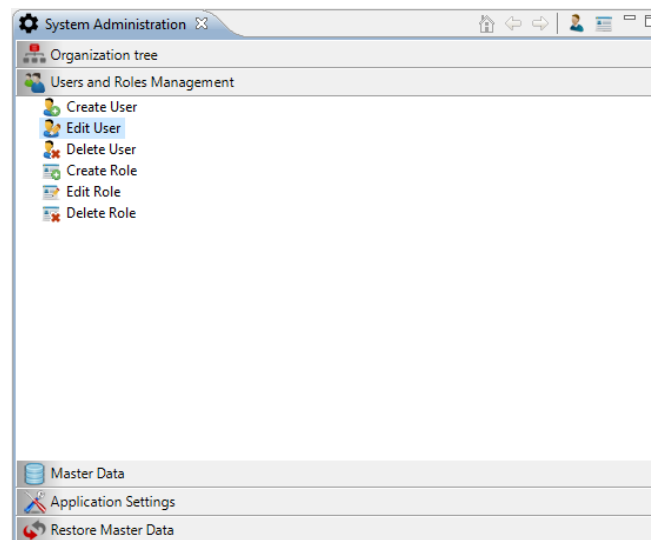 System Administration
Organization tree
Users and Roles Management
Create User
Edit User
Delete User
Create Role
Edit Role
Delete Role
Master Data
Application Settings
Restore Master Data